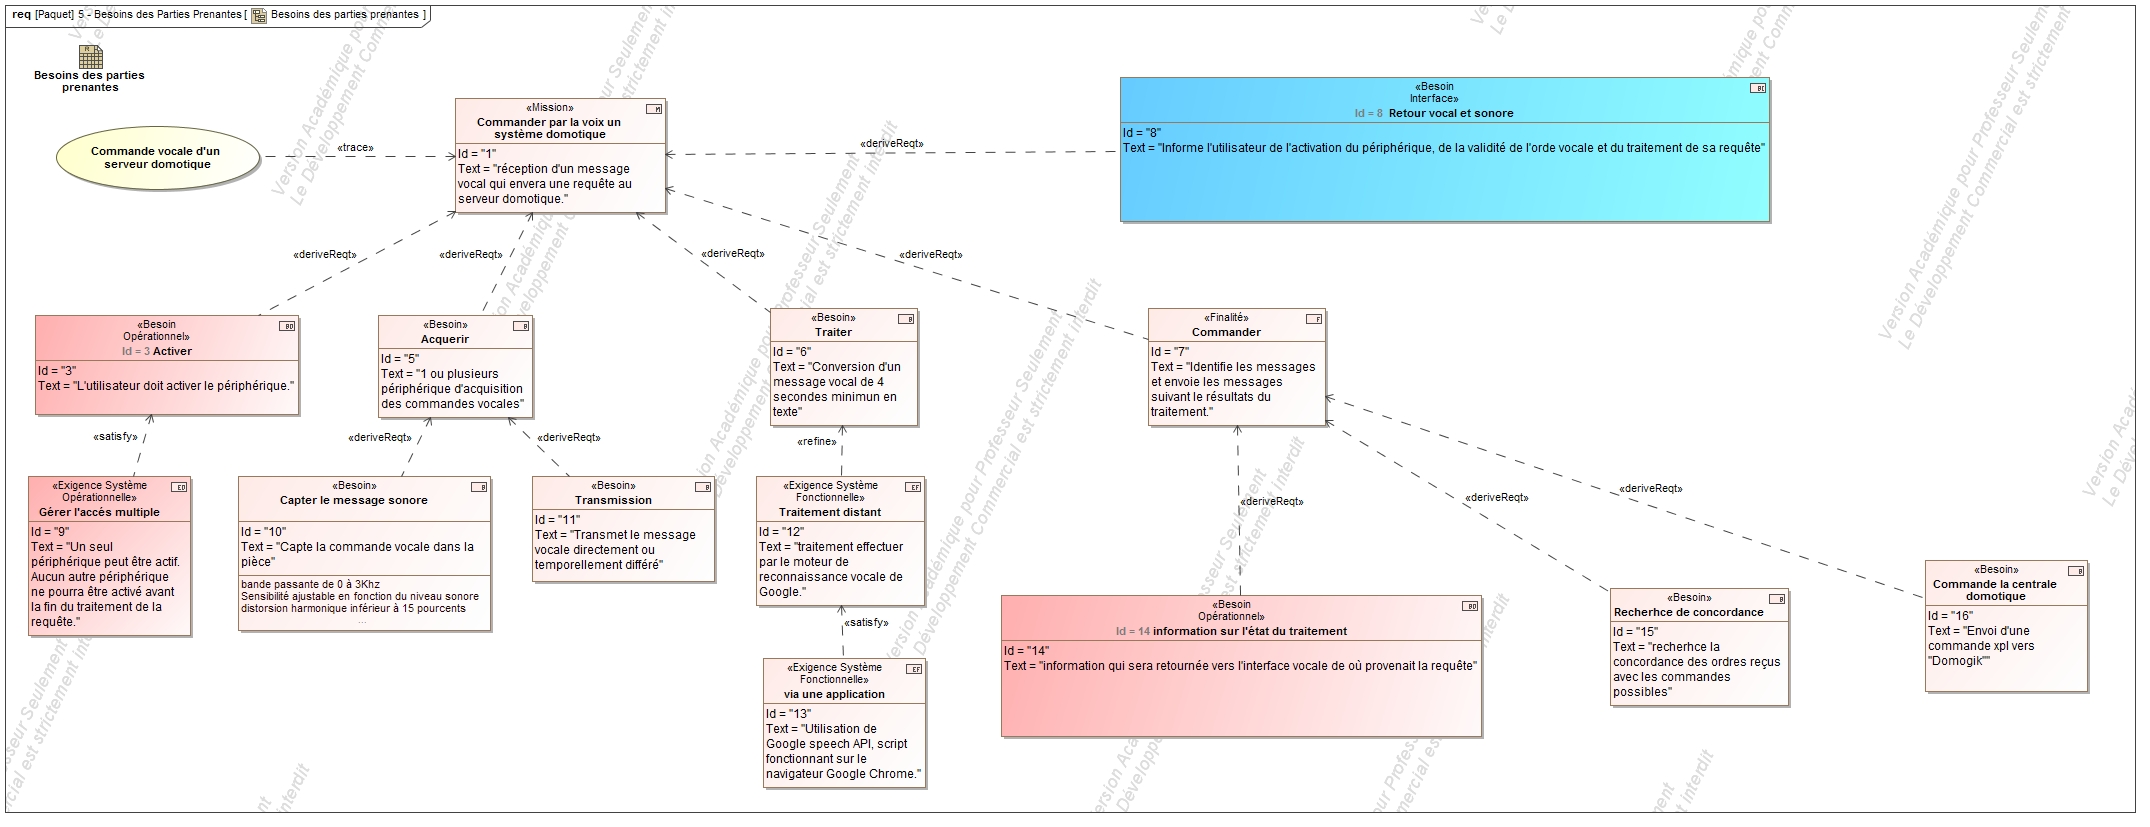 req [Paquet] 5 - Besoins des Parties Prenantes [ Besoins des parties prenantes ]
Besoins des parties
prenantes
Commande vocale d'un
serveur domotique
«trace»
«Mission»
M
Commander par la voix un
système domotique
Id = "1"
Text = "réception d'un message
vocal qui envera une requête au
serveur domotique."
«deriveReqt»
«Besoin
Interface»
BI
Id = 8 Retour vocal et sonore
Id = "8"
Text = "Informe l'utilisateur de l'activation du périphérique, de la validité de l'orde vocale et du traitement de sa requête"
«deriveReqt»
«deriveReqt»
«deriveReqt»
«deriveReqt»
«Besoin
Opérationnel»
BO
Id = 3 Activer
Id = "3"
Text = "L'utilisateur doit activer le périphérique."
«Besoin»
B
Acquerir
Id = "5"
Text = "1 ou plusieurs
périphérique d'acquisition
des commandes vocales"
«Besoin»
B
Traiter
Id = "6"
Text = "Conversion d'un
message vocal de 4
secondes minimun en
texte"
«Finalité»
F
Commander
Id = "7"
Text = "Identifie les messages
et envoie les messages
suivant le résultats du
traitement."
«satisfy»
«deriveReqt»
«deriveReqt»
«refine»
«deriveReqt»
«deriveReqt»
«deriveReqt»
«Exigence Système
Opérationnelle»
EO
Gérer l'accés multiple
Id = "9"
Text = "Un seul
périphérique peut être actif.
Aucun autre périphérique
ne pourra être activé avant
la fin du traitement de la
requête."
«Besoin»
B
Capter le message sonore
Id = "10"
Text = "Capte la commande vocale dans la
pièce"
bande passante de 0 à 3Khz
Sensibilité ajustable en fonction du niveau sonore
distorsion harmonique inférieur à 15 pourcents
...
«Besoin»
B
Transmission
Id = "11"
Text = "Transmet le message
vocale directement ou
temporellement différé"
«Exigence Système
Fonctionnelle»
EF
Traitement distant
Id = "12"
Text = "traitement effectuer
par le moteur de
reconnaissance vocale de
Google."
«satisfy»
«Exigence Système
Fonctionnelle»
EF
via une application
Id = "13"
Text = "Utilisation de
Google speech API, script
fonctionnant sur le
navigateur Google Chrome."
«Besoin
Opérationnel»
BO
Id = 14 information sur l'état du traitement
Id = "14"
Text = "information qui sera retournée vers l'interface vocale de où provenait la requête"
«Besoin»
B
Recherhce de concordance
Id = "15"
Text = "recherhce la
concordance des ordres reçus
avec les commandes
possibles"
«Besoin»
B
Commande la centrale
domotique
Id = "16"
Text = "Envoi d'une
commande xpl vers
"Domogik""
Version Académique pour Professeur Seulement
Le Développement Commercial est strictement interdit